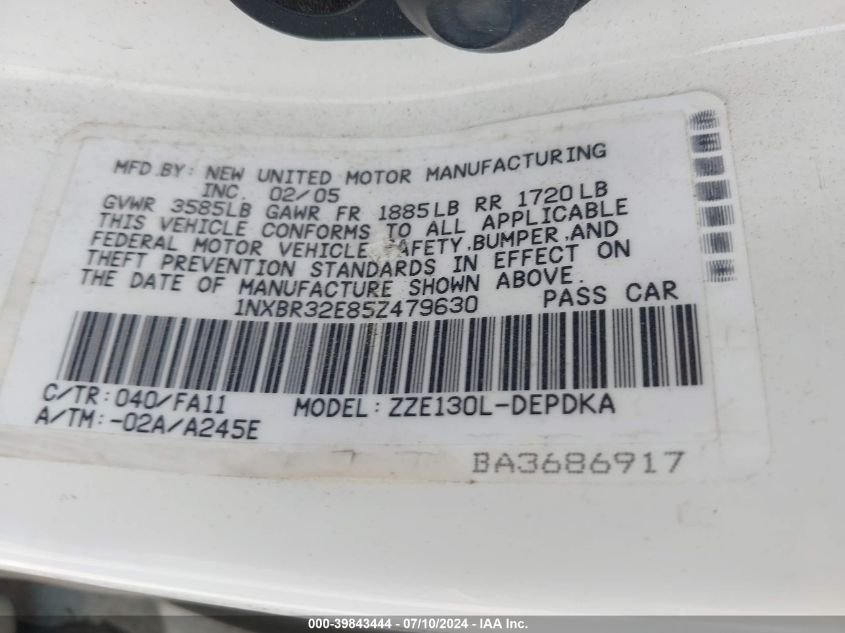 MFD.BY: NEW UNITED MOTOR MANUFACTURING
INC. 02/05
GVWR 3585LB GAWR FR 1885LB RR 1720LB
THIS VEHICLE CONFORMS TO ALL APPLICABLE
FEDERAL MOTOR VEHICLE SAFETY,BUMPER,AND
THEFT PREVENTION STANDARDS IN EFFECT ON
THE DATE OF MANUFACTURE SHOWN ABOVE.
1NXBR32E85Z479630 PASS CAR
C/TR:040/FA11 MODEL:ZZE130L-DEPDKA
A/TM:-02A/A245E
BA3686917
000-39843444 - 07/10/2024 - IAA Inc.